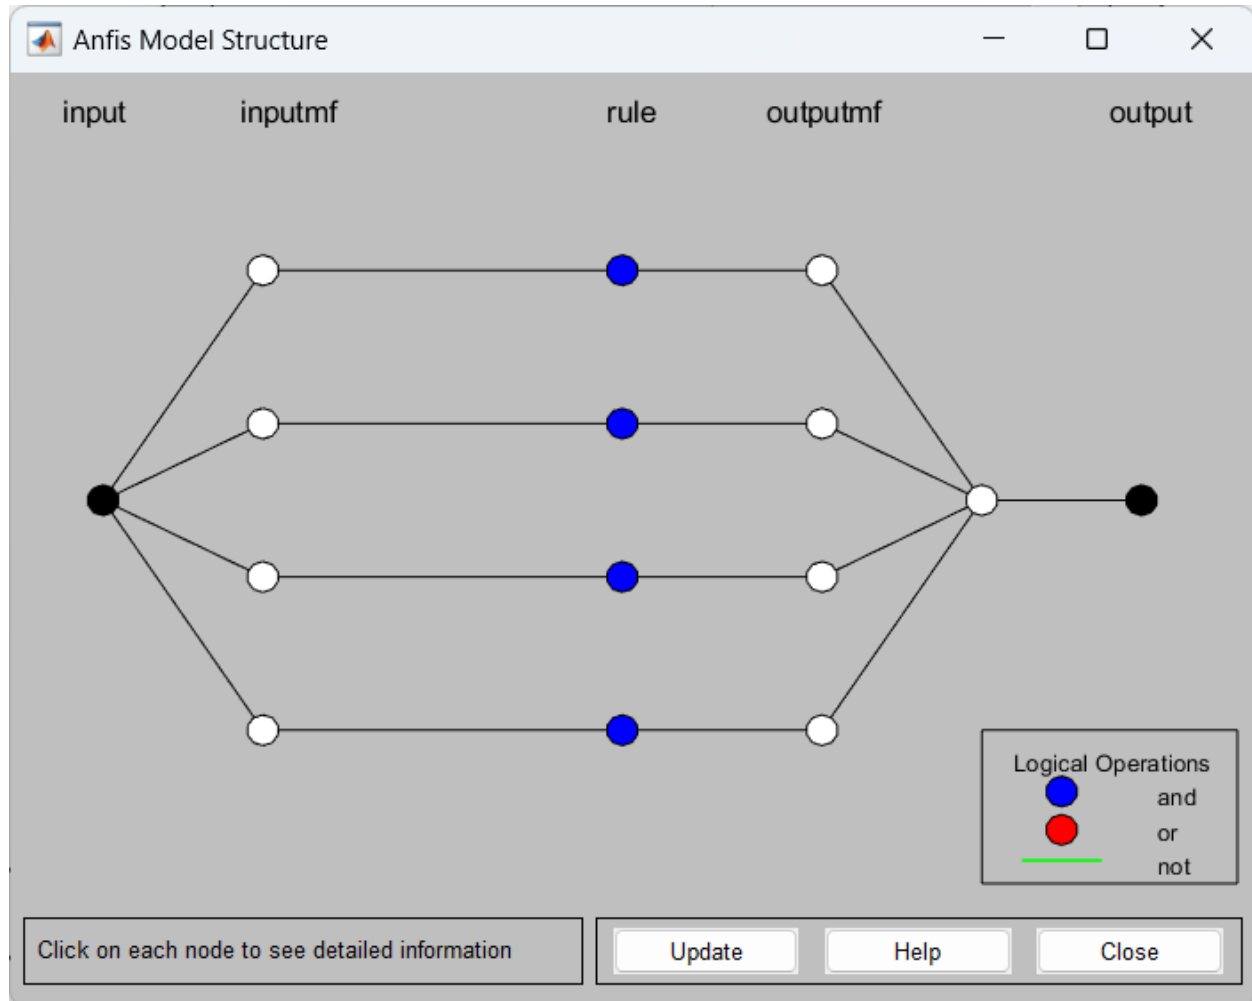 Anfis Model Structure
input inputmf rule outputmf output
Logical Operations
and
or
not
Click on each node to see detailed information
Update Help Close